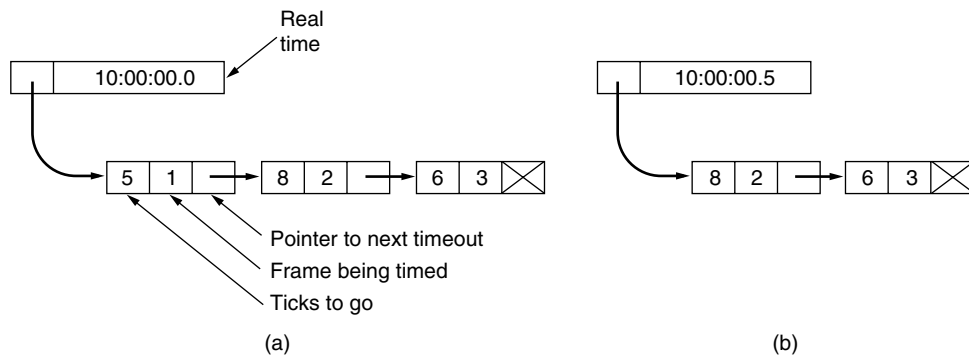 Real
time
10:00:00.0
10:00:00.5
5 1 8 2 6 3
8 2 6 3
Pointer to next timeout
Frame being timed
Ticks to go
(a)
(b)